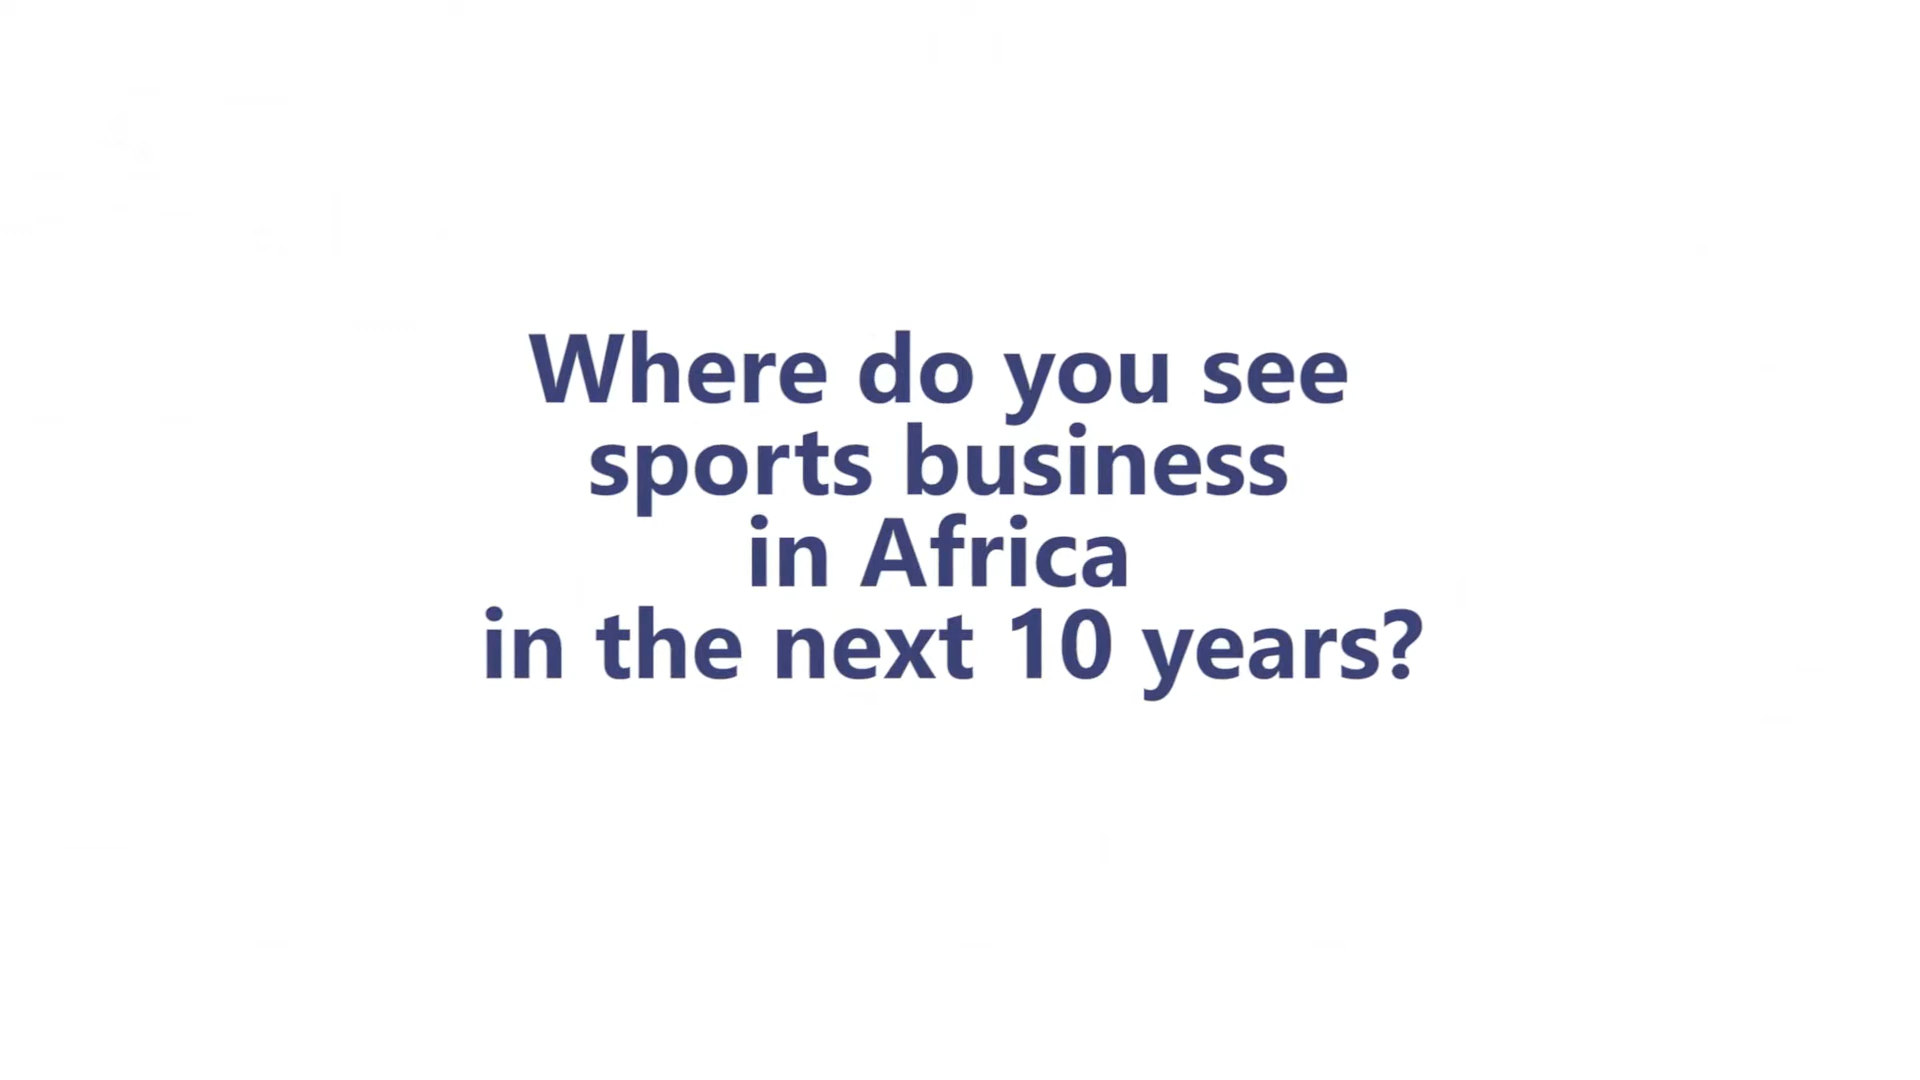 Where do you see
sports business
in Africa
in the next 10 years?